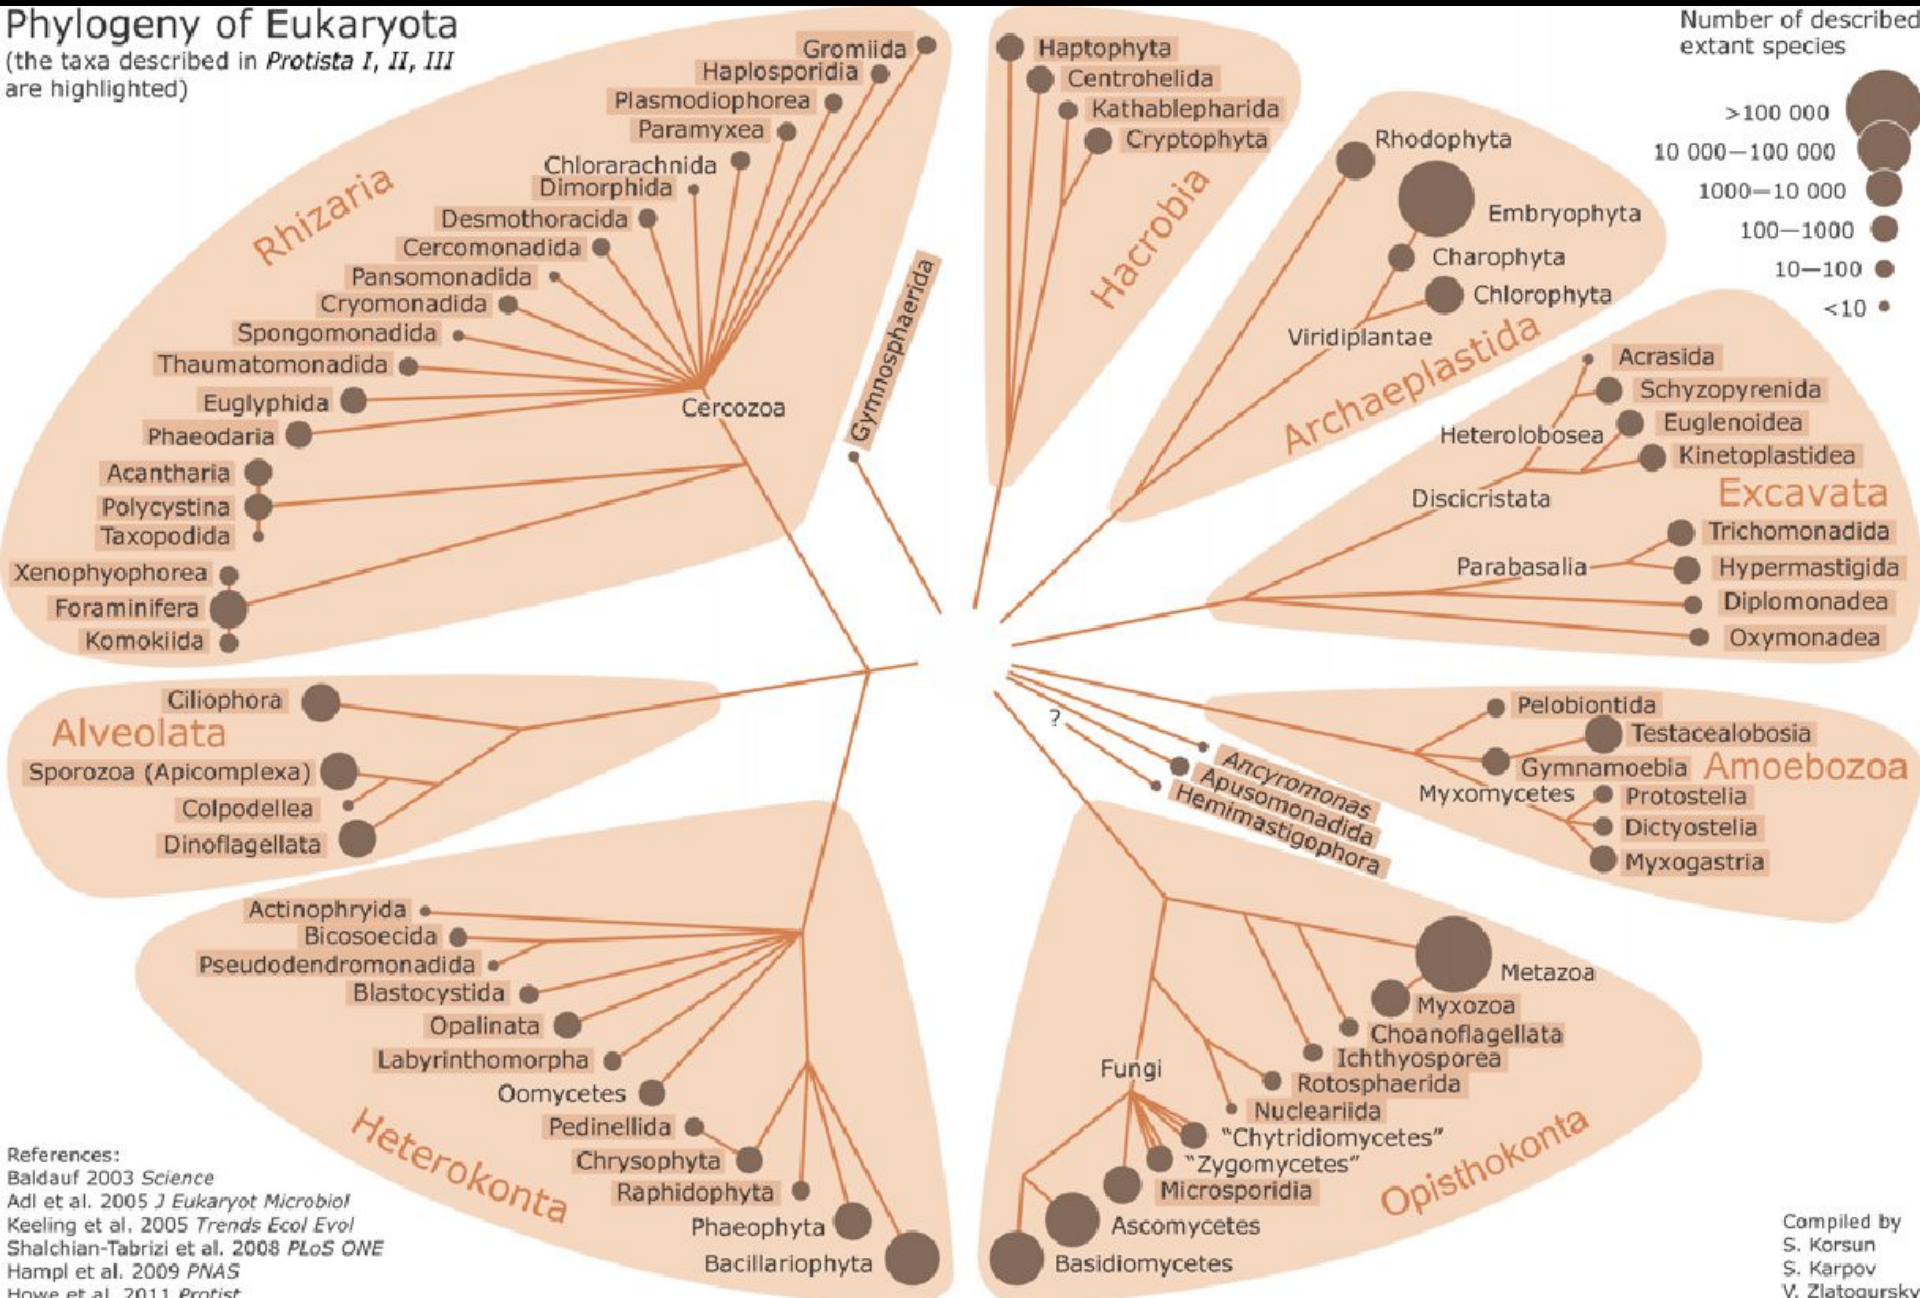 Phylogeny of Eukaryota
(the taxa described in Protista I, II, III
are highlighted)
Number of described
extant species
>100 000
10 000—100 000
1000—10 000
100—1000
10—100
<10
Rhizaria
Gromiida
Haplosporidia
Plasmodiophorea
Paramyxea
Chlorarachnida
Dimorphida
Desmothoracida
Cercomonadida
Pansomonadida
Cryomonadida
Spongomonadida
Thaumatomonadida
Euglyphida
Phaeodaria
Cercozoa
Acantharia
Polycystina
Taxopodida
Xenophyophorea
Foraminifera
Komokiida
Gymnosphaerida
Hacrobia
Haptophyta
Centrohelida
Kathablepharida
Cryptophyta
Archaeplastida
Rhodophyta
Embryophyta
Charophyta
Chlorophyta
Viridiplantae
Excavata
Acrasida
Schyzopyrenida
Euglenoidea
Heterolobosea
Kinetoplastidea
Discicristata
Trichomonadida
Parabasalia
Hypermastigida
Diplomonadea
Oxymonadea
Alveolata
Ciliophora
Sporozoa (Apicomplexa)
Colpodellea
Dinoflagellata
?
Ancyromonas
Apusomonadida
Hemimastigophora
Amoebozoa
Pelobiontida
Testacealobosia
Gymnamoebia
Myxomycetes
Protostelia
Dictyostelia
Myxogastria
Heterokonta
Actinophryida
Bicosoecida
Pseudodendromonadida
Blastocystida
Opalinata
Labyrinthomorpha
Oomycetes
Pedinellida
Chrysophyta
Raphidophyta
Phaeophyta
Bacillariophyta
Opisthokonta
Metazoa
Myxozoa
Choanoflagellata
Ichthyosporea
Rotosphaerida
Nucleariida
Fungi
“Chytridiomycetes”
“Zygomycetes”
Microsporidia
Ascomycetes
Basidiomycetes
References:
Baldauf 2003 Science
Adl et al. 2005 J Eukaryot Microbiol
Keeling et al. 2005 Trends Ecol Evol
Shalchian-Tabrizi et al. 2008 PLoS ONE
Hampl et al. 2009 PNAS
Howe et al. 2011 Protist
Compiled by
S. Korsun
S. Karpov
V. Zlatogursky